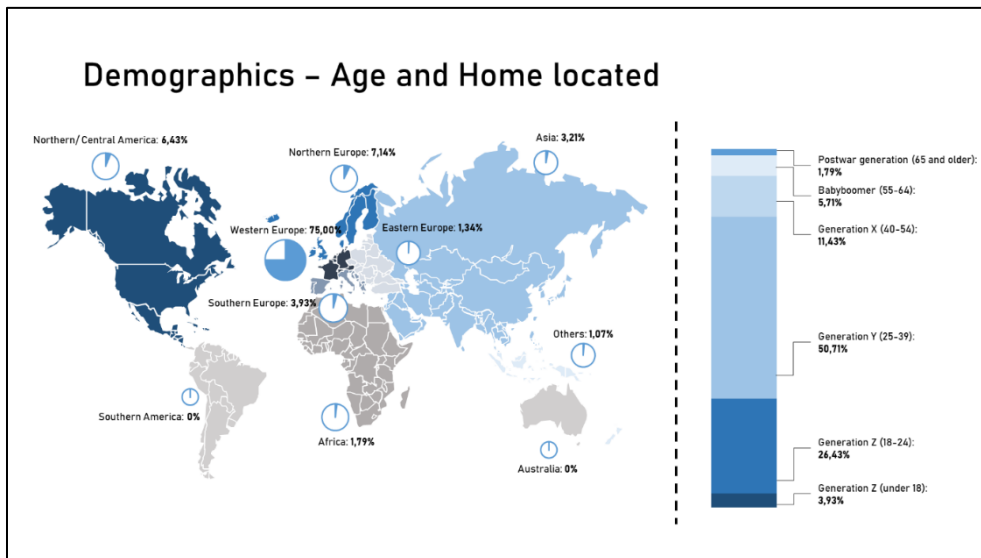 Demographics – Age and Home located
Northern/ Central America: 6,43%
Northern Europe: 7,14%
Asia: 3,21%
Western Europe: 75,00%
Eastern Europe: 1,34%
Southern Europe: 3,93%
Others: 1,07%
Southern America: 0%
Africa: 1,79%
Australia: 0%
Postwar generation (65 and older):
1,79%
Babyboomer (55-64):
5,71%
Generation X (40-54):
11,43%
Generation Y (25-39):
50,71%
Generation Z (18-24):
26,43%
Generation Z (under 18):
3,93%